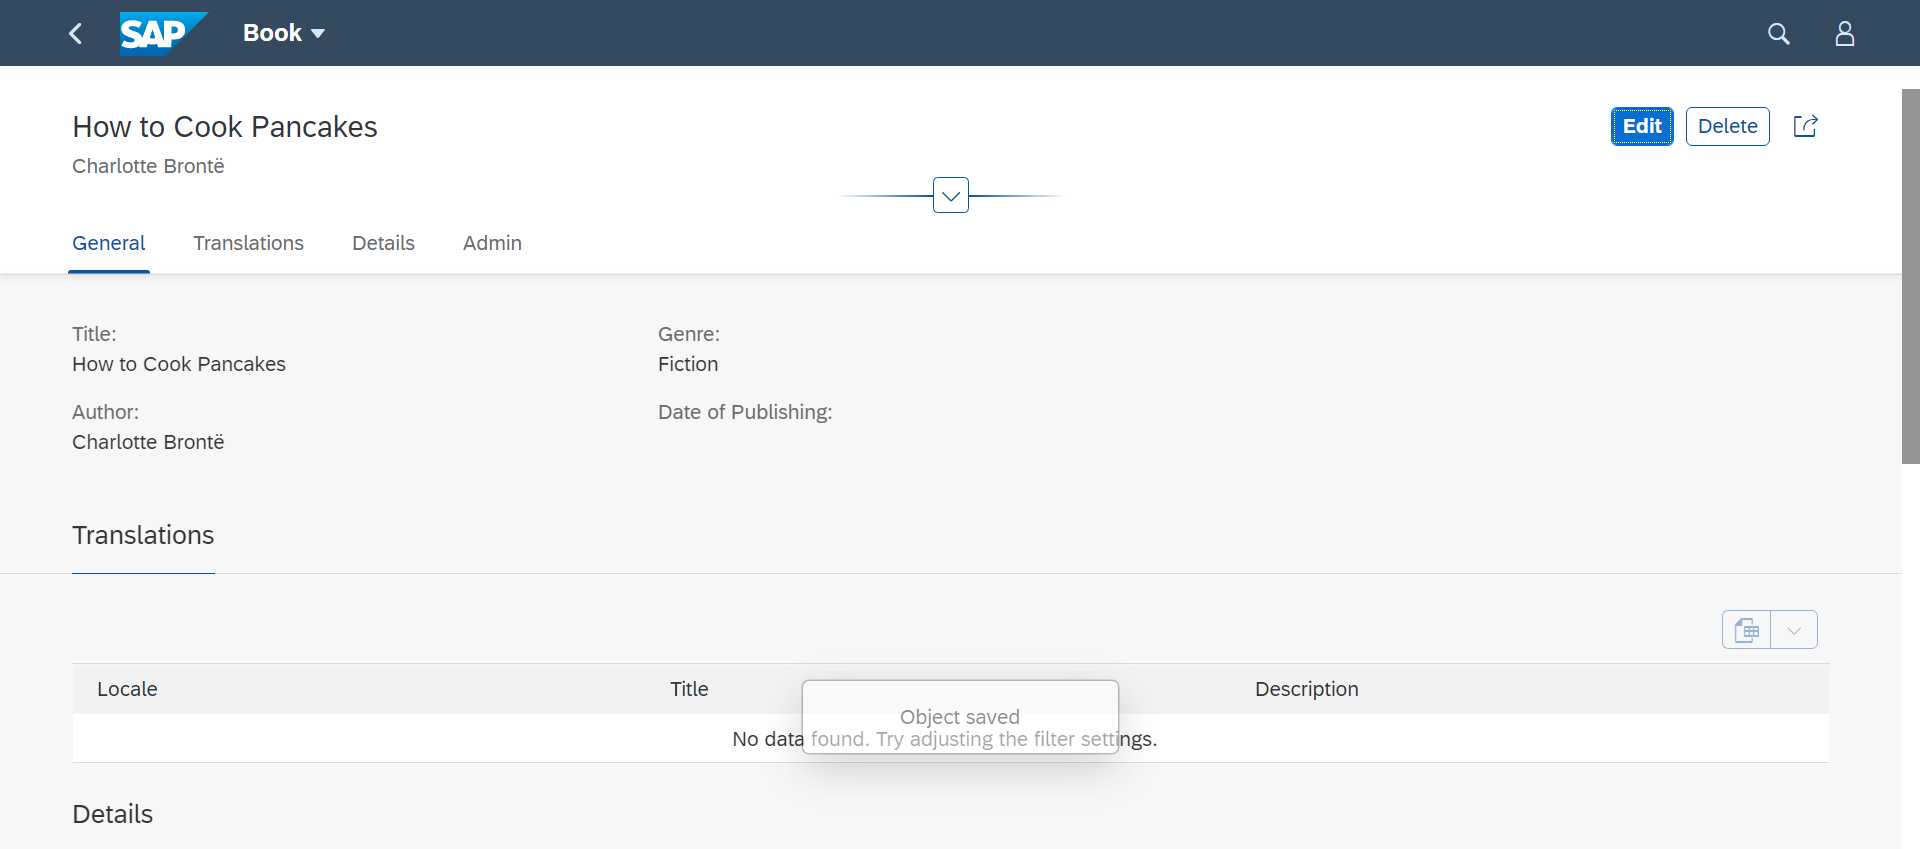 SAP
Book
How to Cook Pancakes
Edit
Delete
Charlotte Brontë
General
Translations
Details
Admin
Title:
How to Cook Pancakes
Genre:
Fiction
Author:
Charlotte Brontë
Date of Publishing:
Translations
Locale
Title
Description
Object saved
No data found. Try adjusting the filter settings.
Details